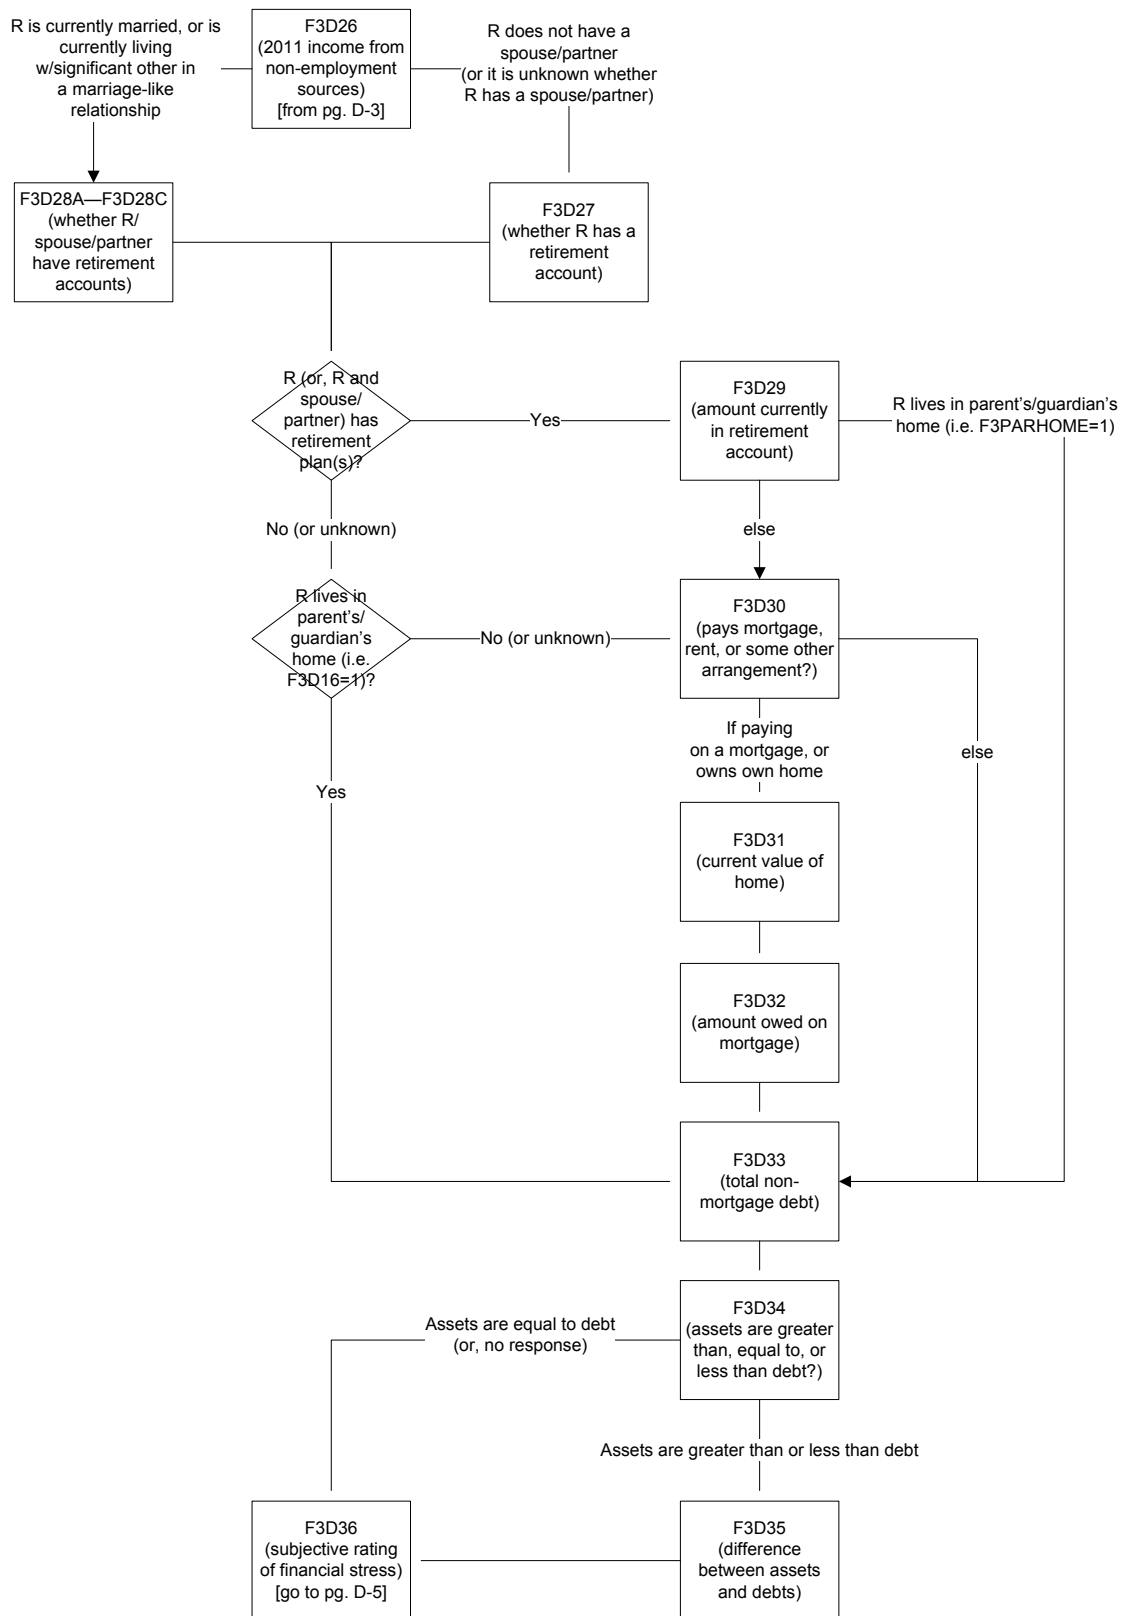 R is currently married, or is
currently living
w/significant other in
a marriage-like
relationship
F3D26
(2011 income from
non-employment
sources)
[from pg. D-3]
R does not have a
spouse/partner
(or it is unknown whether
R has a spouse/partner)
F3D28A—F3D28C
(whether R/
spouse/partner
have retirement
accounts)
F3D27
(whether R has a
retirement
account)
R (or, R and
spouse/
partner) has
retirement
plan(s)?
Yes
F3D29
(amount currently
in retirement
account)
R lives in parent's/guardian's
home (i.e. F3PARHOME=1)
No (or unknown)
else
R lives in
parent's/
guardian's
home (i.e.
F3D16=1)?
No (or unknown)
F3D30
(pays mortgage,
rent, or some other
arrangement?)
If paying
on a mortgage, or
owns own home
else
Yes
F3D31
(current value of
home)
F3D32
(amount owed on
mortgage)
F3D33
(total non-
mortgage debt)
Assets are equal to debt
(or, no response)
F3D34
(assets are greater
than, equal to, or
less than debt?)
Assets are greater than or less than debt
F3D36
(subjective rating
of financial stress)
[go to pg. D-5]
F3D35
(difference
between assets
and debts)